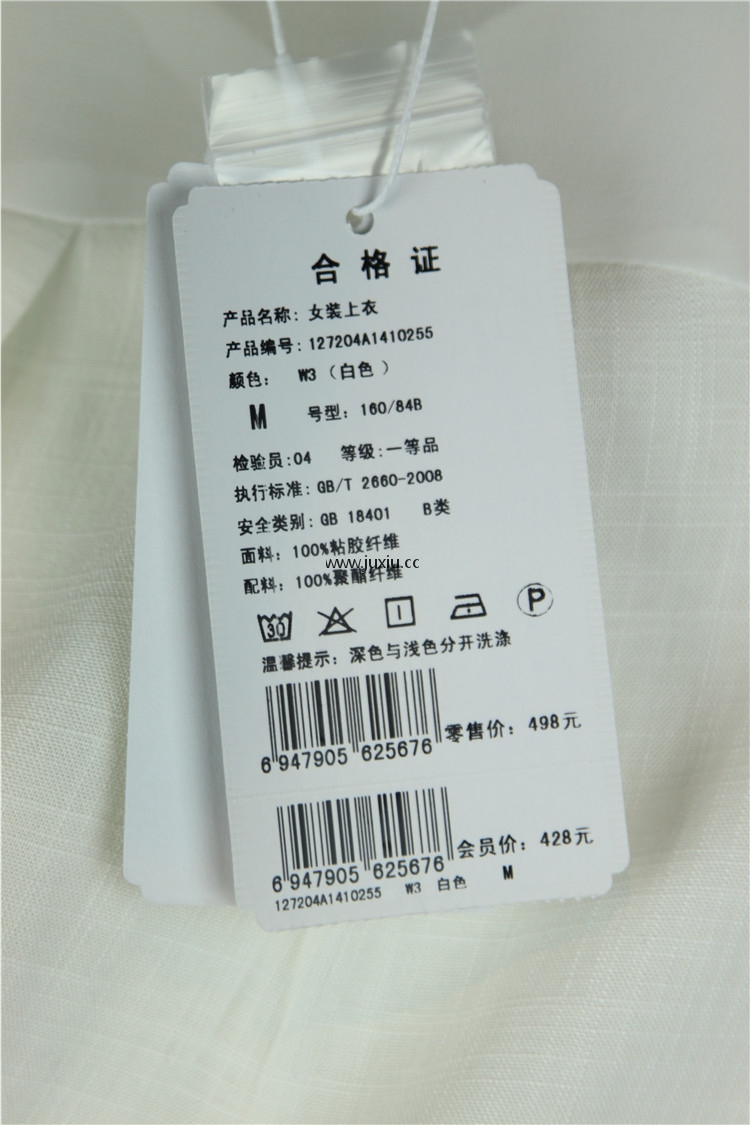 合格证
产品名称: 女装上衣
产品编号: 127204A1410255
颜色: W3 (白色)
M 号型: 160/84B
检验员:04 等级:一等品
执行标准: GB/T 2660-2008
安全类别: GB 18401 B类
面料: 100%粘胶纤维
www.juxiu.cc
配料: 100%聚酯纤维
30 P
温馨提示: 深色与浅色分开洗涤
6 947905 625676 零售价: 498元
6 947905 625676 会员价: 428元
127204A1410255 W3 白色 M